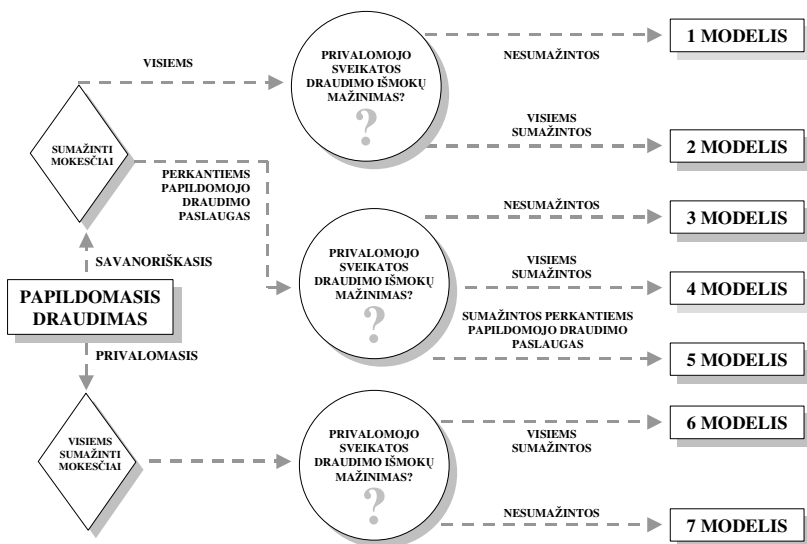 PRIVALOMOJO
SVEIKATOS
DRAUDIMO IŠMOKŲ
MAŽINIMAS?
?
VISIEMS
NESUMAŽINTOS
1 MODELIS
VISIEMS
SUMAŽINTOS
2 MODELIS
SUMAŽINTI
MOKESČIAI
PERKANTIEMS
PAPILDOMOJO
DRAUDIMO
PASLAUGAS
NESUMAŽINTOS
3 MODELIS
PRIVALOMOJO
SVEIKATOS
DRAUDIMO IŠMOKŲ
MAŽINIMAS?
?
VISIEMS
SUMAŽINTOS
4 MODELIS
SUMAŽINTOS PERKANTIEMS
PAPILDOMOJO DRAUDIMO
PASLAUGAS
5 MODELIS
SAVANORIŠKASIS
PAPILDOMASIS
DRAUDIMAS
PRIVALOMASIS
VISIEMS
SUMAŽINTI
MOKESČIAI
PRIVALOMOJO
SVEIKATOS
DRAUDIMO IŠMOKŲ
MAŽINIMAS?
?
VISIEMS
SUMAŽINTOS
6 MODELIS
NESUMAŽINTOS
7 MODELIS